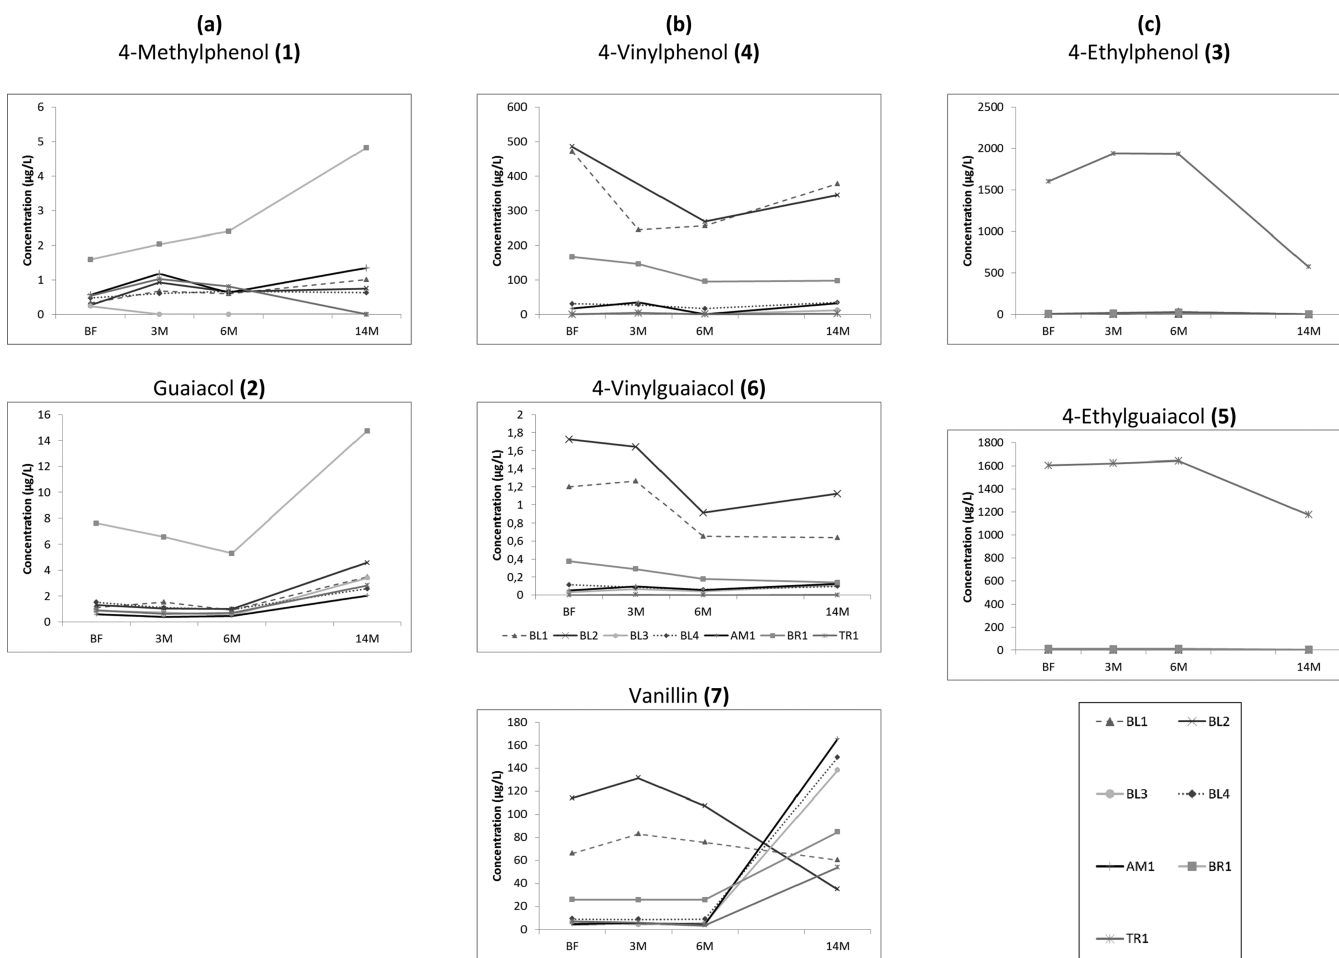 (a)
4-Methylphenol (1)
Concentration (µg/L)
6
5
4
3
2
1
0
BF 3M 6M 14M
Guaiacol (2)
Concentration (µg/L)
16
14
12
10
8
6
4
2
0
BF 3M 6M 14M
(b)
4-Vinylphenol (4)
Concentration (µg/L)
600
500
400
300
200
100
0
BF 3M 6M 14M
4-Vinylguaiacol (6)
Concentration (µg/L)
2
1,8
1,6
1,4
1,2
1
0,8
0,6
0,4
0,2
0
BF 3M 6M 14M
BL1 BL2 BL3 BL4 AM1 BR1 TR1
Vanillin (7)
Concentration (µg/L)
180
160
140
120
100
80
60
40
20
0
BF 3M 6M 14M
(c)
4-Ethylphenol (3)
Concentration (µg/L)
2500
2000
1500
1000
500
0
BF 3M 6M 14M
4-Ethylguaiacol (5)
Concentration (µg/L)
1800
1600
1400
1200
1000
800
600
400
200
0
BF 3M 6M 14M
BL1 BL2
BL3 BL4
AM1 BR1
TR1